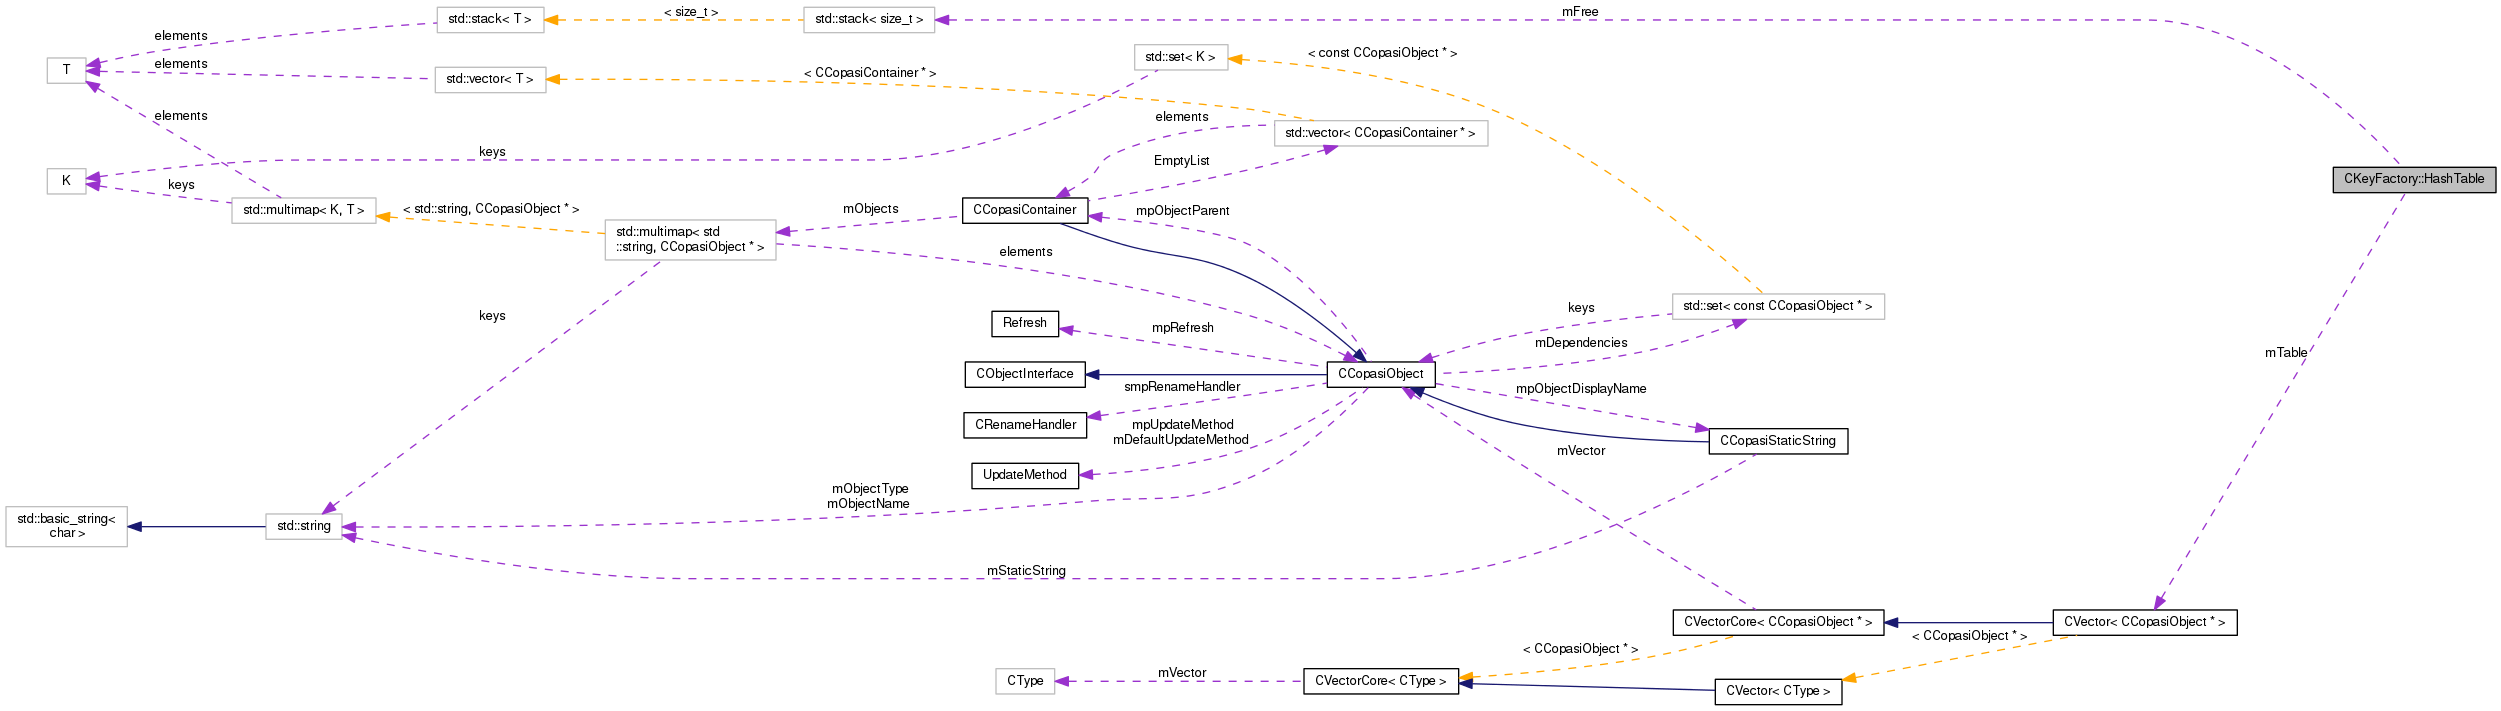 mFree
< size_t >
std::stack< T >
std::stack< size_t >
elements
< const CCopasiObject * >
std::set< K >
T
elements
std::vector< T >
< CCopasiContainer * >
elements
elements
std::vector< CCopasiContainer * >
keys
EmptyList
K
keys
CKeyFactory::HashTable
std::multimap< K, T >
< std::string, CCopasiObject * >
mObjects
CCopasiContainer
mpObjectParent
std::multimap< std
::string, CCopasiObject * >
elements
keys
Refresh
mpRefresh
keys
std::set< const CCopasiObject * >
mDependencies
mTable
CObjectInterface
CCopasiObject
smpRenameHandler
mpObjectDisplayName
CRenameHandler
mpUpdateMethod
mDefaultUpdateMethod
CCopasiStaticString
mVector
UpdateMethod
mObjectType
mObjectName
std::basic_string<
char >
std::string
mStaticString
CVectorCore< CCopasiObject * >
CVector< CCopasiObject * >
< CCopasiObject * >
< CCopasiObject * >
CType
mVector
CVectorCore< CType >
CVector< CType >